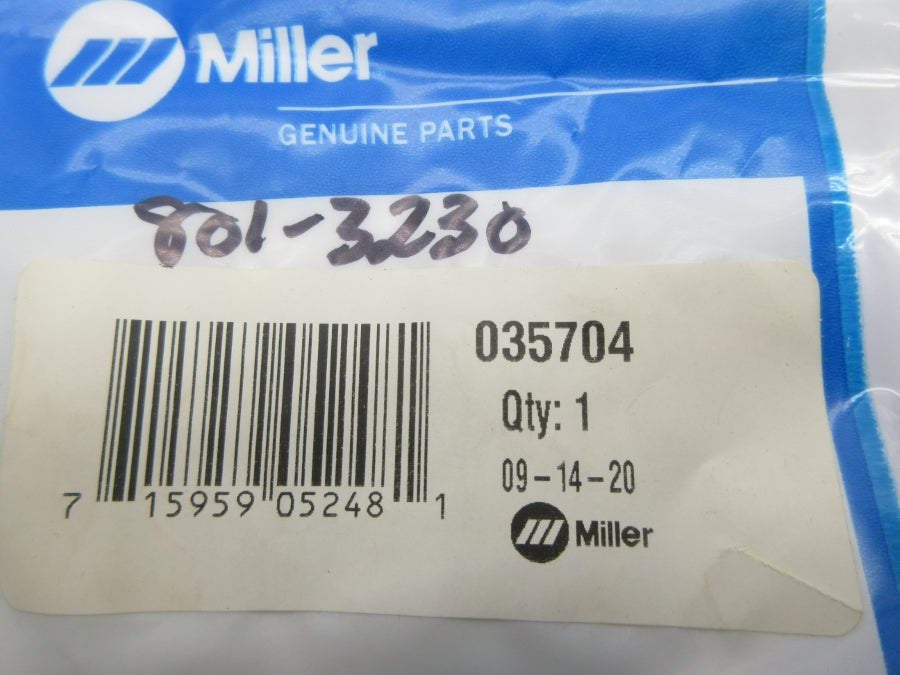 Miller
GENUINE PARTS
801-3230
035704
Qty: 1
09-14-20
Miller
7 15959 05248 1